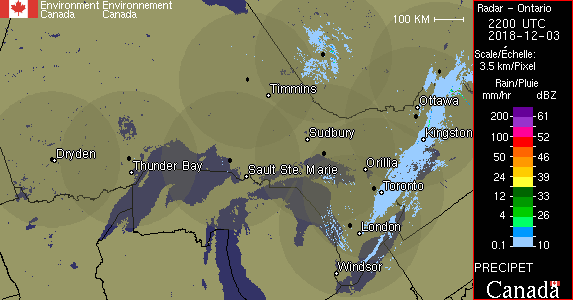 Environment Environnement
Canada Canada
100 KM
Timmins
Ottawa
Sudbury
Kingston
Dryden
Thunder Bay
Sault Ste. Marie
Orillia
Toronto
London
Windsor
Radar - Ontario
2200 UTC
2018-12-03
Scale/Échelle:
3.5 km/Pixel
Rain/Pluie
mm/hr dBZ
200 61
100 52
50 46
24 39
12 33
4 26
0.1 10
PRECIPET
Canada